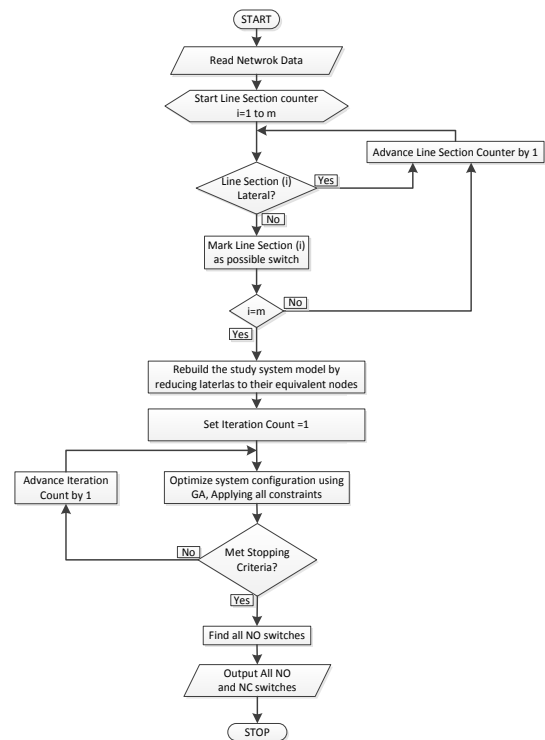 START
Read Netwrok Data
Start Line Section counter
i=1 to m
Advance Line Section Counter by 1
Line Section (i)
Lateral?
Yes
No
Mark Line Section (i)
as possible switch
i=m
No
Yes
Rebuild the study system model by
reducing laterlas to their equivalent nodes
Set Iteration Count =1
Advance Iteration
Count by 1
Optimize system configuration using
GA, Applying all constraints
Met Stopping
Criteria?
No
Yes
Find all NO switches
Output All NO
and NC switches
STOP